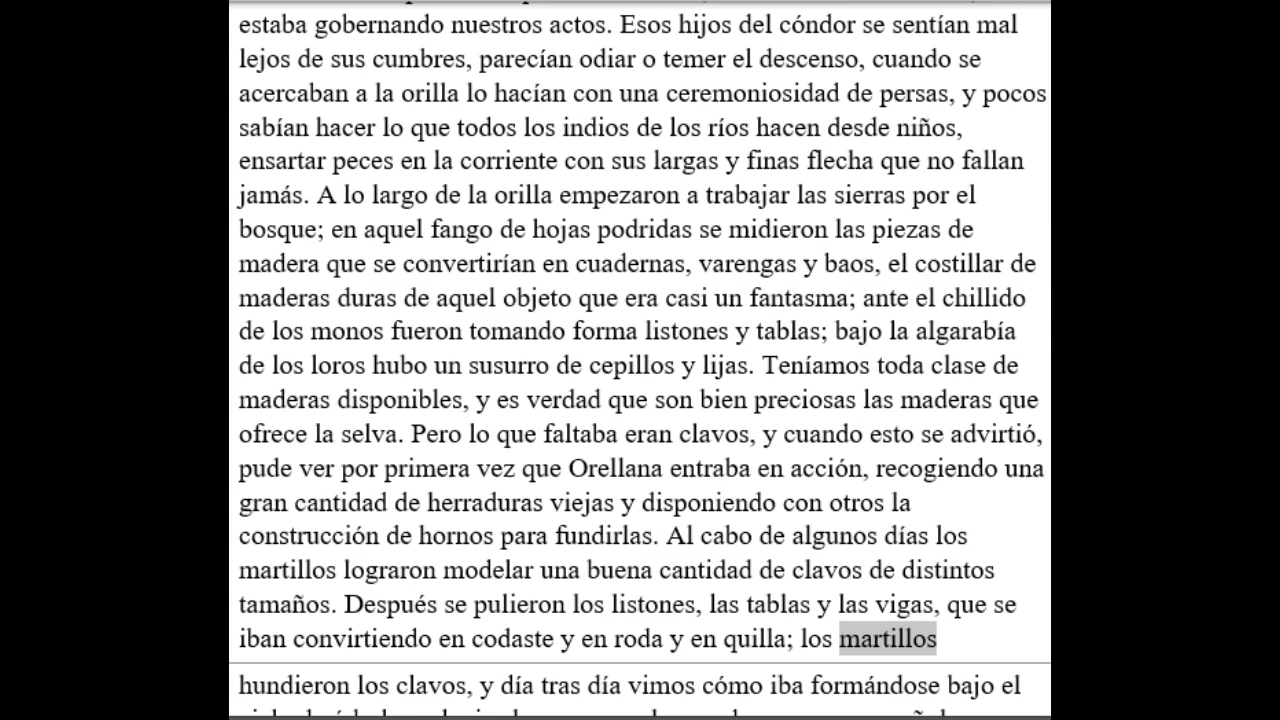 estaba gobernando nuestros actos. Esos hijos del cóndor se sentían mal
lejos de sus cumbres, parecían odiar o temer el descenso, cuando se
acercaban a la orilla lo hacían con una ceremoniosidad de persas, y pocos
sabían hacer lo que todos los indios de los ríos hacen desde niños,
ensartar peces en la corriente con sus largas y finas flecha que no fallan
jamás. A lo largo de la orilla empezaron a trabajar las sierras por el
bosque; en aquel fango de hojas podridas se midieron las piezas de
madera que se convertirían en cuadernas, varengas y baos, el costillar de
maderas duras de aquel objeto que era casi un fantasma; ante el chillido
de los monos fueron tomando forma listones y tablas; bajo la algarabía
de los loros hubo un susurro de cepillos y lijas. Teníamos toda clase de
maderas disponibles, y es verdad que son bien preciosas las maderas que
ofrece la selva. Pero lo que faltaba eran clavos, y cuando esto se advirtió,
pude ver por primera vez que Orellana entraba en acción, recogiendo una
gran cantidad de herraduras viejas y disponiendo con otros la
construcción de hornos para fundirlas. Al cabo de algunos días los
martillos lograron modelar una buena cantidad de clavos de distintos
tamaños. Después se pulieron los listones, las tablas y las vigas, que se
iban convirtiendo en codaste y en roda y en quilla; los martillos
hundieron los clavos, y día tras día vimos cómo iba formándose bajo el